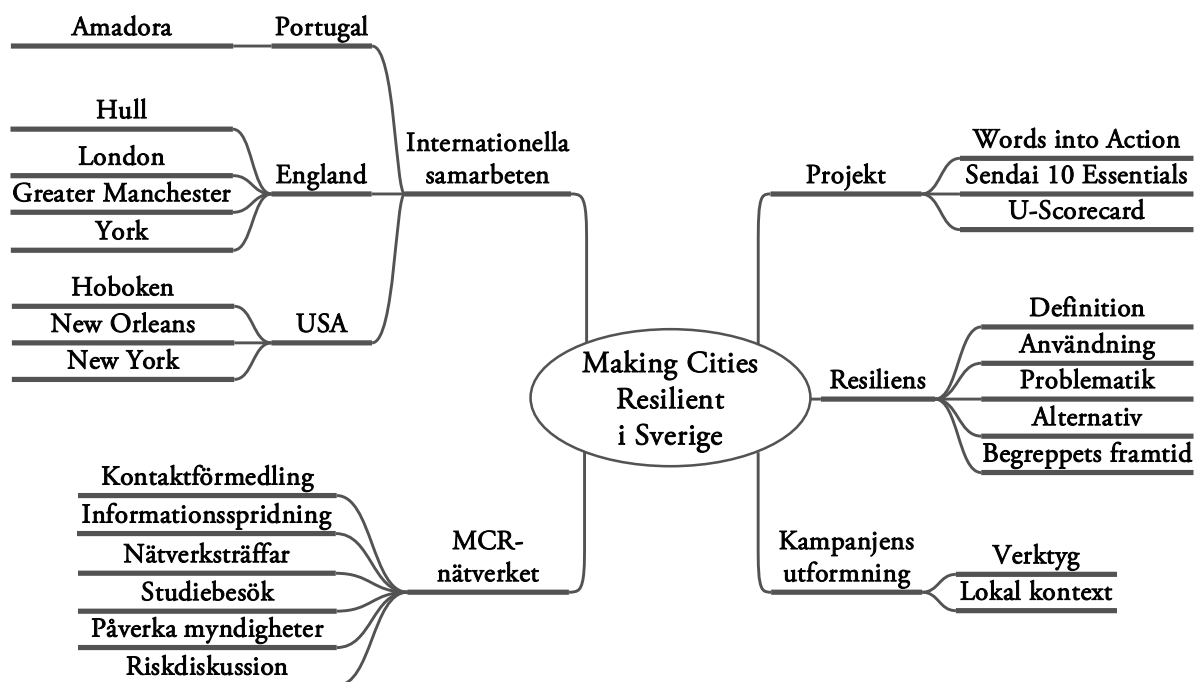 Making Cities
Resilient
i Sverige
Internationella
samarbeten
Portugal
Amadora
England
Hull
London
Greater Manchester
York
USA
Hoboken
New Orleans
New York
MCR-
nätverket
Kontaktförmedling
Informationsspridning
Nätverksträffar
Studiebesök
Påverka myndigheter
Riskdiskussion
Projekt
Words into Action
Sendai 10 Essentials
U-Scorecard
Resiliens
Definition
Användning
Problematik
Alternativ
Begreppets framtid
Kampanjens
utformning
Verktyg
Lokal kontext